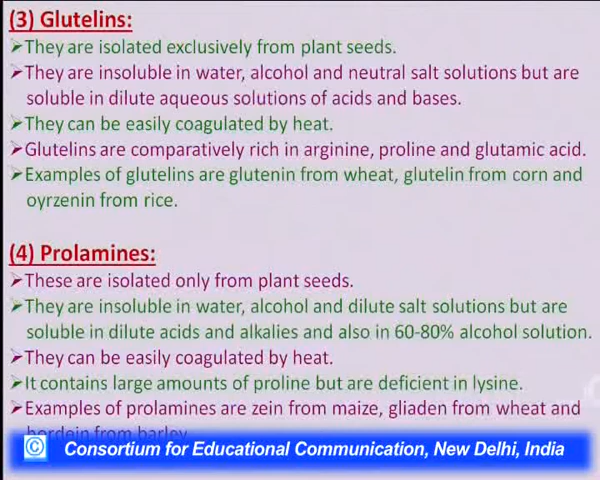 (3) Glutelins:
➢They are isolated exclusively from plant seeds.
➢They are insoluble in water, alcohol and neutral salt solutions but are
soluble in dilute aqueous solutions of acids and bases.
➢They can be easily coagulated by heat.
➢Glutelins are comparatively rich in arginine, proline and glutamic acid.
➢Examples of glutelins are glutenin from wheat, glutelin from corn and
oyrzenin from rice.
(4) Prolamines:
➢These are isolated only from plant seeds.
➢They are insoluble in water, alcohol and dilute salt solutions but are
soluble in dilute acids and alkalies and also in 60-80% alcohol solution.
➢They can be easily coagulated by heat.
➢It contains large amounts of proline but are deficient in lysine.
➢Examples of prolamines are zein from maize, gliaden from wheat and
hordein from barley
© Consortium for Educational Communication, New Delhi, India